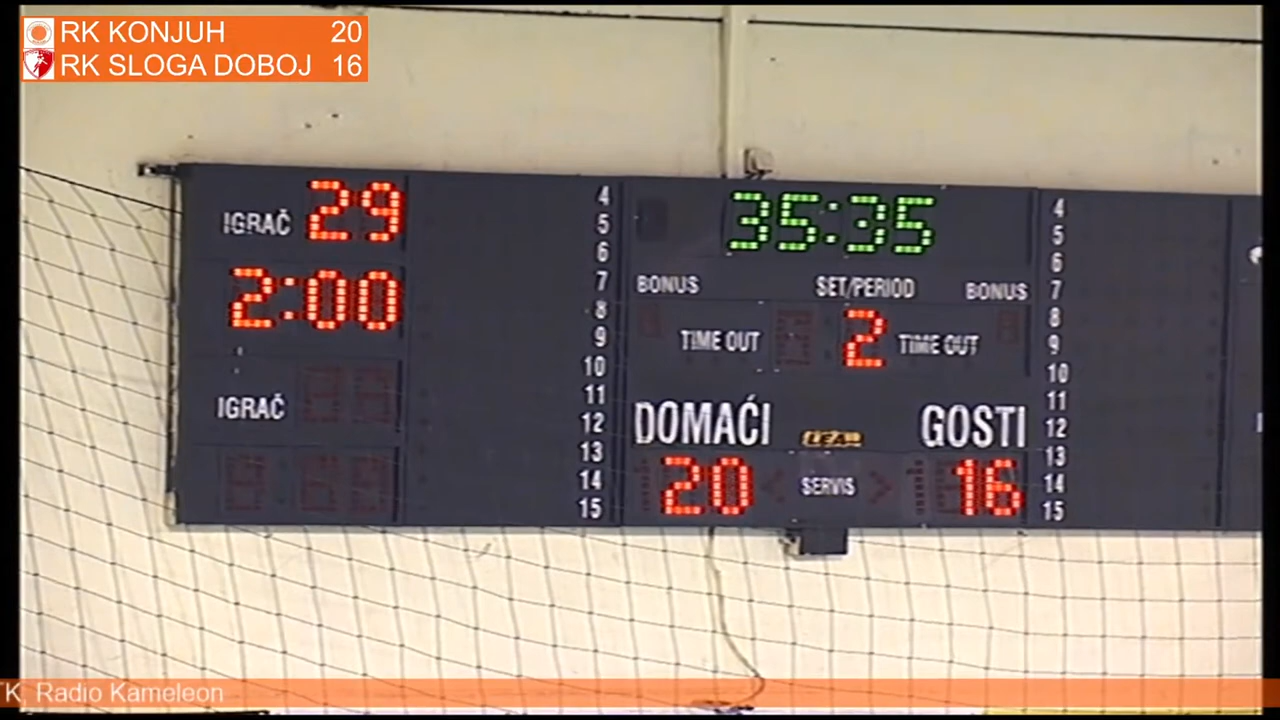 RK KONJUH 20
RK SLOGA DOBOJ 16
IGRAČ 29
2:00
IGRAČ
4
5
6
7
8
9
10
11
12
13
14
15
35:35
BONUS SET/PERIOD BONUS
TIME OUT 2 TIME OUT
DOMAĆI GOSTI
20 SERVIS 16
4
5
6
7
8
9
10
11
12
13
14
15
TK, Radio Kameleon